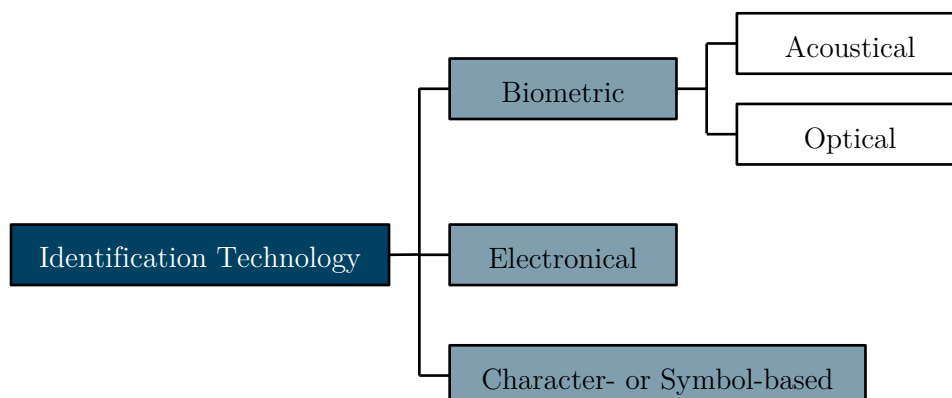 Acoustical
Biometric
Optical
Identification Technology
Electronical
Character- or Symbol-based